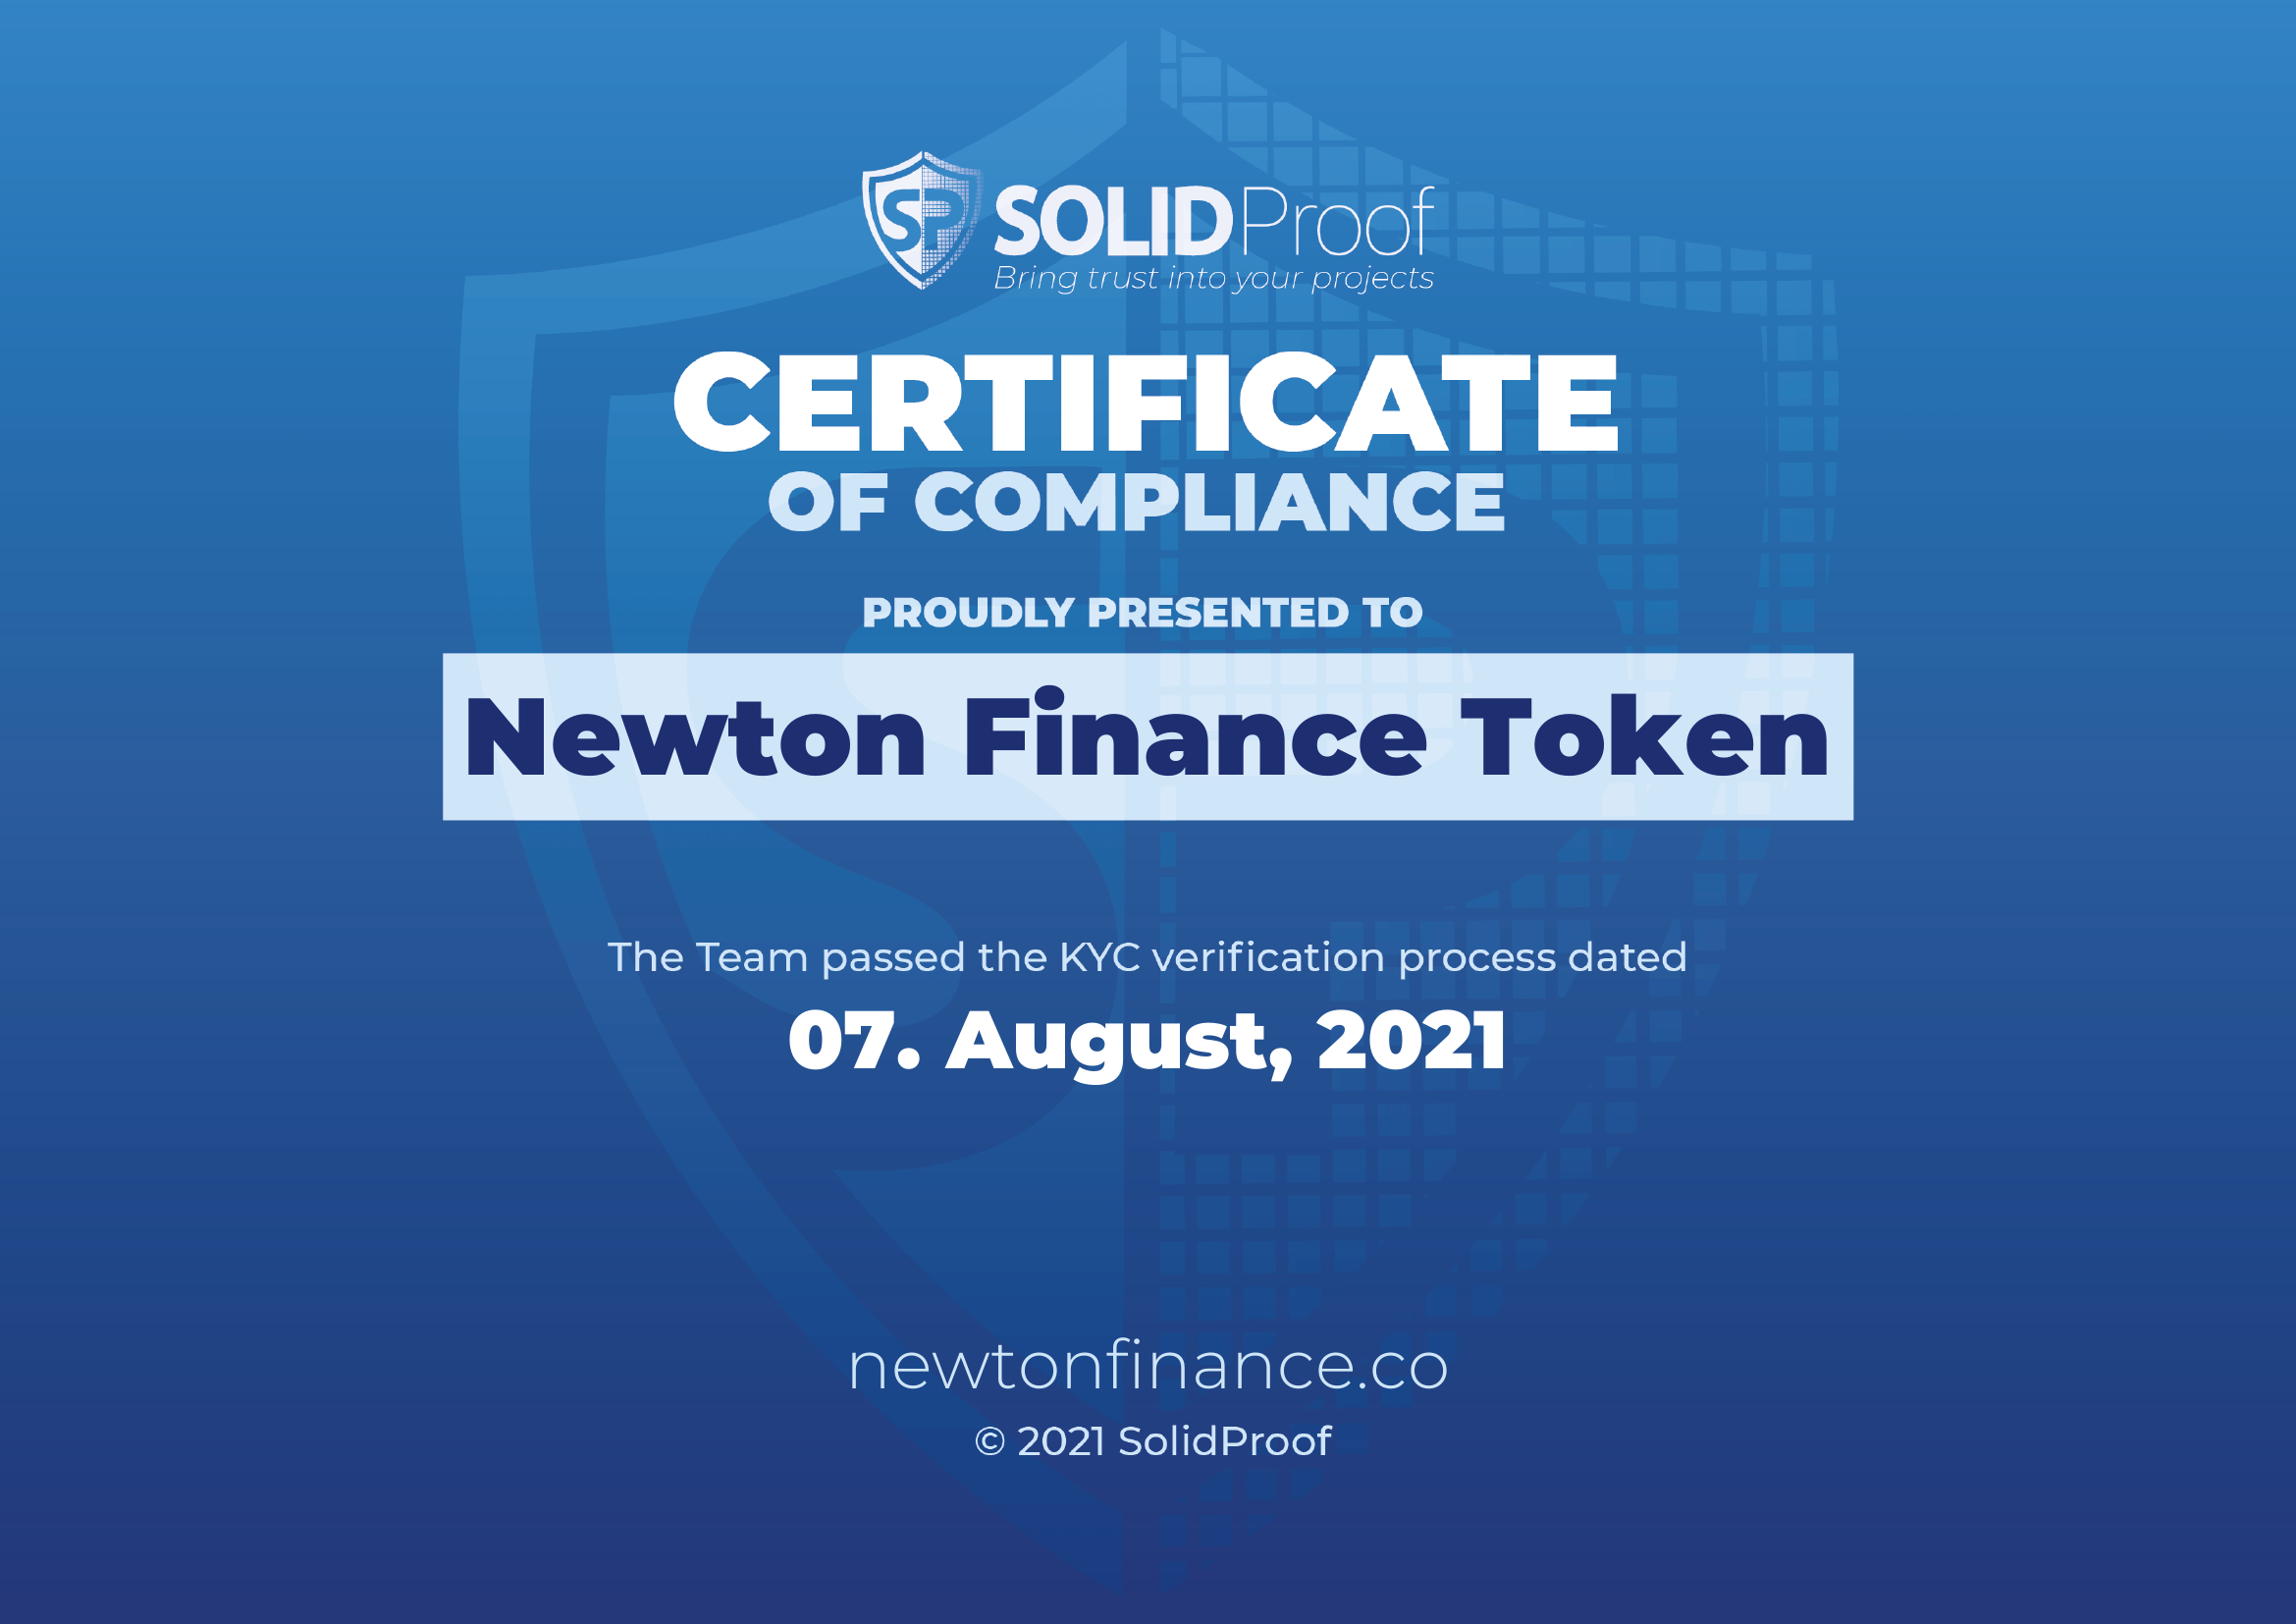 SP SOLIDProof
Bring trust into your projects
CERTIFICATE
OF COMPLIANCE
PROUDLY PRESENTED TO
Newton Finance Token
The Team passed the KYC verification process dated
07. August, 2021
newtonfinance.co
© 2021 SolidProof